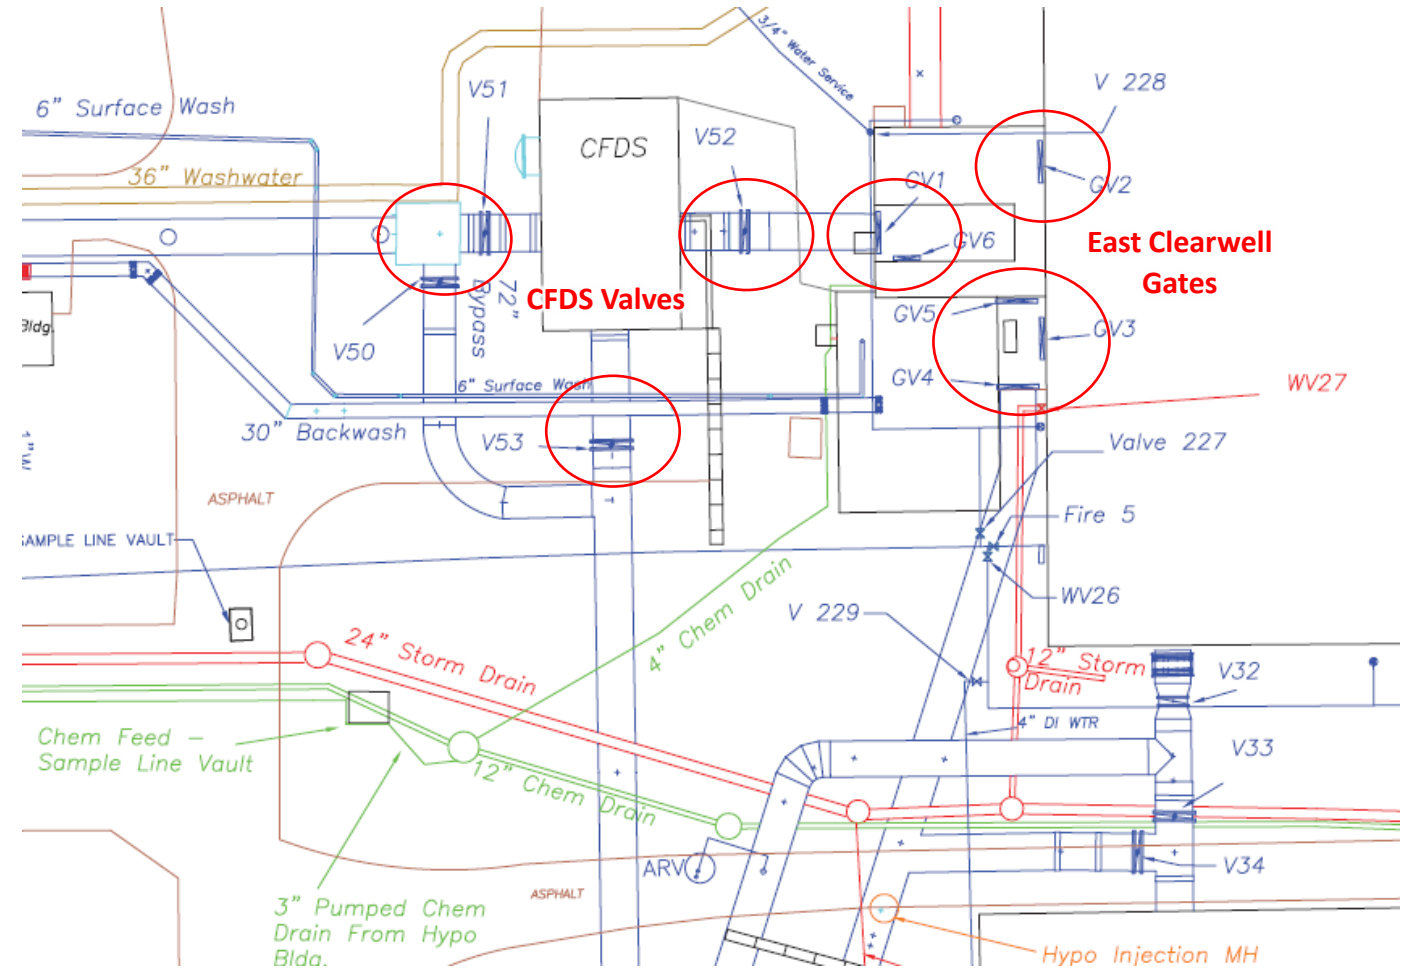 3/4" Water Service
V51
V 228
6" Surface Wash
V52
CFDS
36" Washwater
CV1
GV2
GV6
East Clearwell
Gates
72"
Bypass
CFDS Valves
GV5
GV3
Bldg.
V50
GV4
6" Surface Wash
WV27
30" Backwash
V53
Valve 227
ASPHALT
Fire 5
SAMPLE LINE VAULT
4" Chem Drain
WV26
V 229
24" Storm Drain
12" Storm
Drain
V32
4" DI WTR
Chem Feed –
Sample Line Vault
V33
12" Chem Drain
ARV
V34
ASPHALT
3" Pumped Chem
Drain From Hypo
Bldg.
Hypo Injection MH